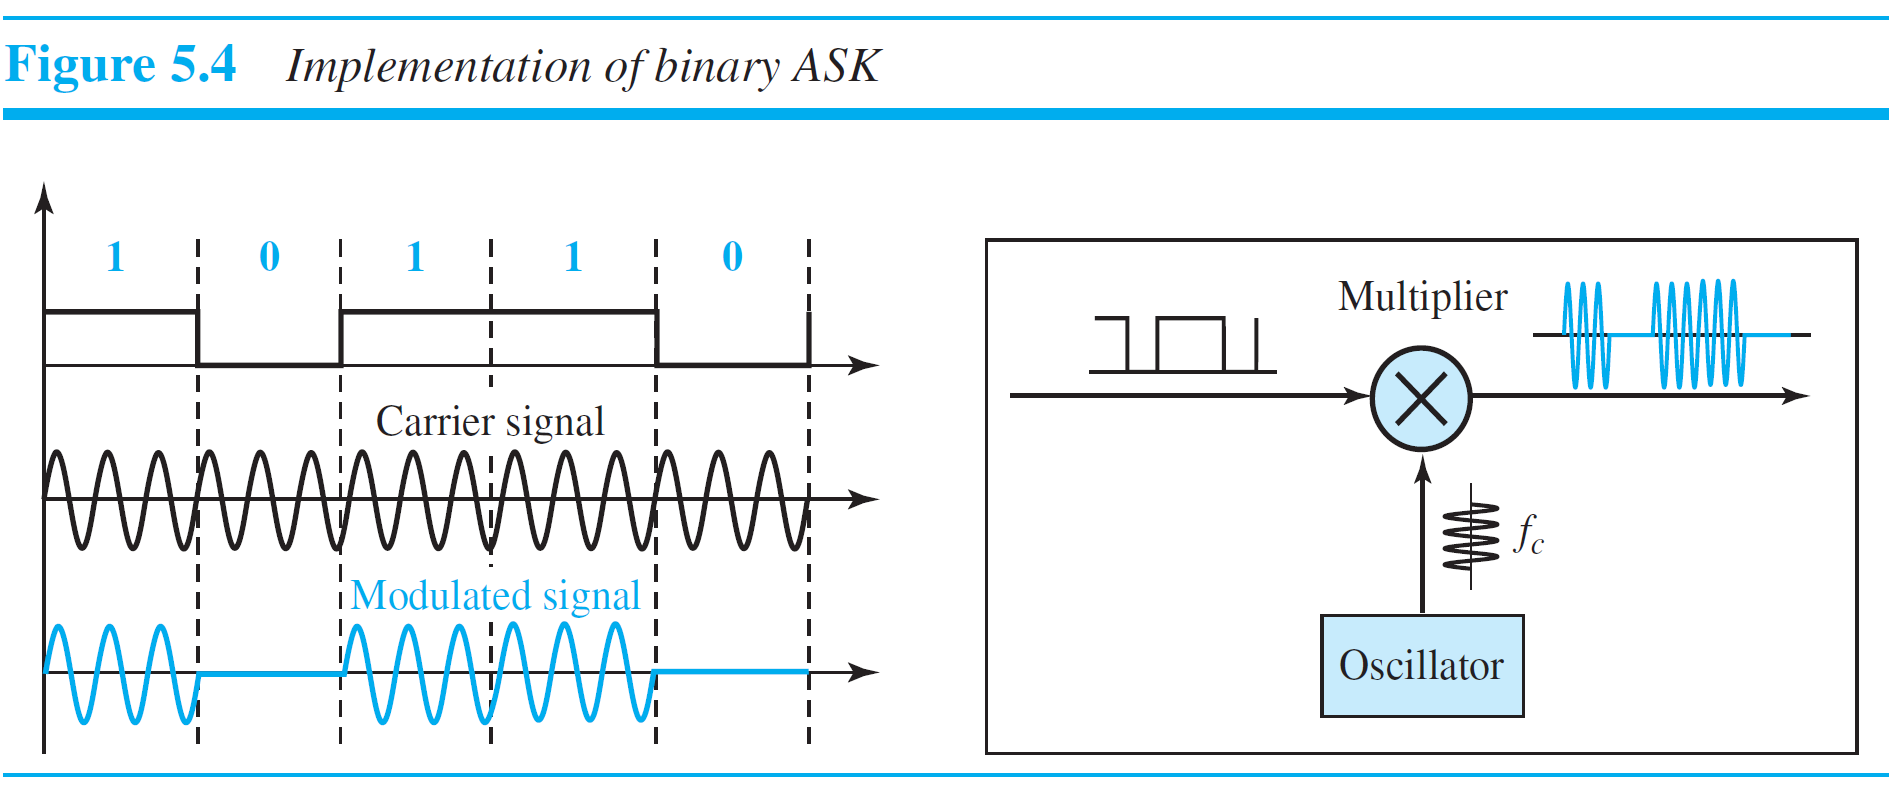 Figure 5.4 Implementation of binary ASK
1 0 1 1 0
Carrier signal
Modulated signal
Multiplier
fc
Oscillator